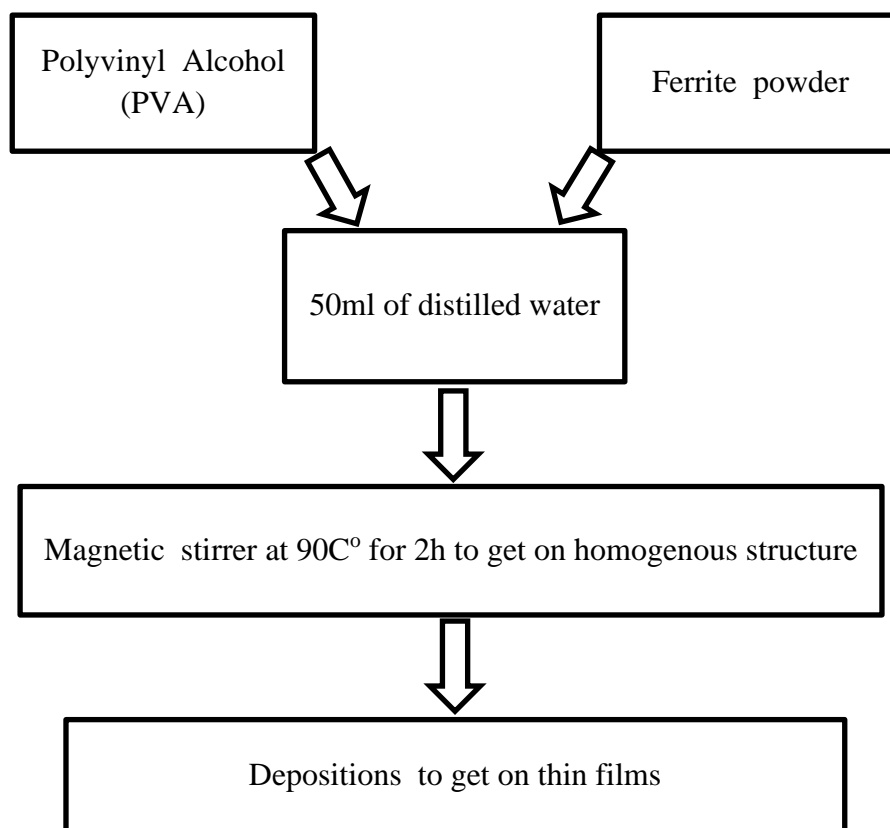 Polyvinyl Alcohol
(PVA)
Ferrite powder
50ml of distilled water
Magnetic stirrer at 90Cº for 2h to get on homogenous structure
Depositions to get on thin films